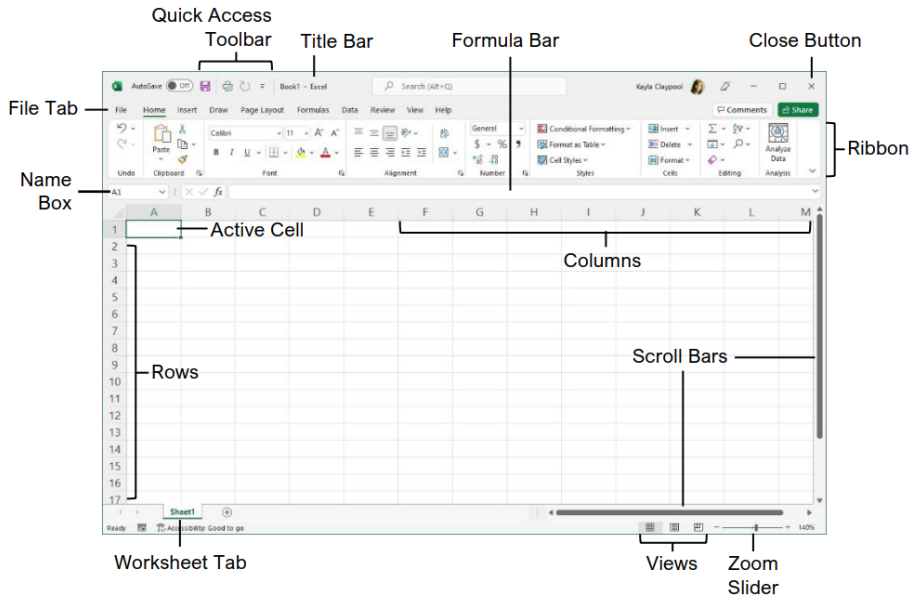 Quick Access
Toolbar
Title Bar
Formula Bar
Close Button
AutoSave Off Book1 - Excel Search (Alt+Q) Kayla Claypool
File Tab
File Home Insert Draw Page Layout Formulas Data Review View Help Comments Share
Calibri 11 General Conditional Formatting Insert
Paste B I U $ % Format as Table Delete Analyze
Data
Cell Styles Format
Undo Clipboard Font Alignment Number Styles Cells Editing Analysis
Ribbon
Name
Box
A1 fx
A B C D E F G H I J K L M
1 Active Cell
2
Columns
3
4
5
6
7
8
Scroll Bars
9
Rows
10
11
12
13
14
15
16
17
Sheet1
Ready Accessibility: Good to go 140%
Worksheet Tab
Views
Zoom
Slider